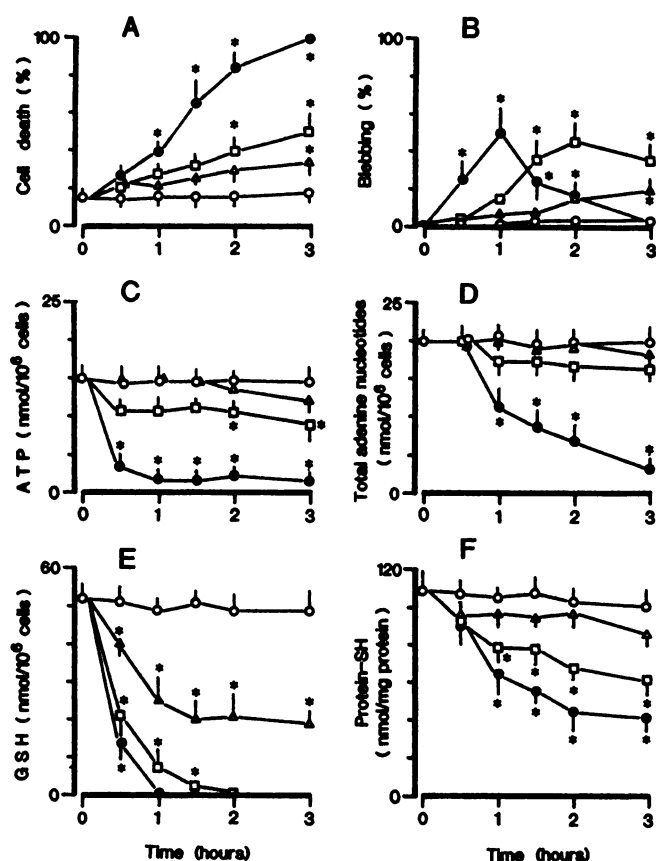 A
Cell death (%)
100
0
0 1 2 3
B
Blebbing (%)
100
0
0 1 2 3
C
ATP (nmol/10⁶ cells)
25
0
0 1 2 3
D
Total adenine nucleotides
(nmol/10⁶ cells)
25
0
0 1 2 3
E
GSH (nmol/10⁶ cells)
60
0
0 1 2 3
Time (hours)
F
Protein-SH
(nmol/mg protein)
120
0
0 1 2 3
Time (hours)